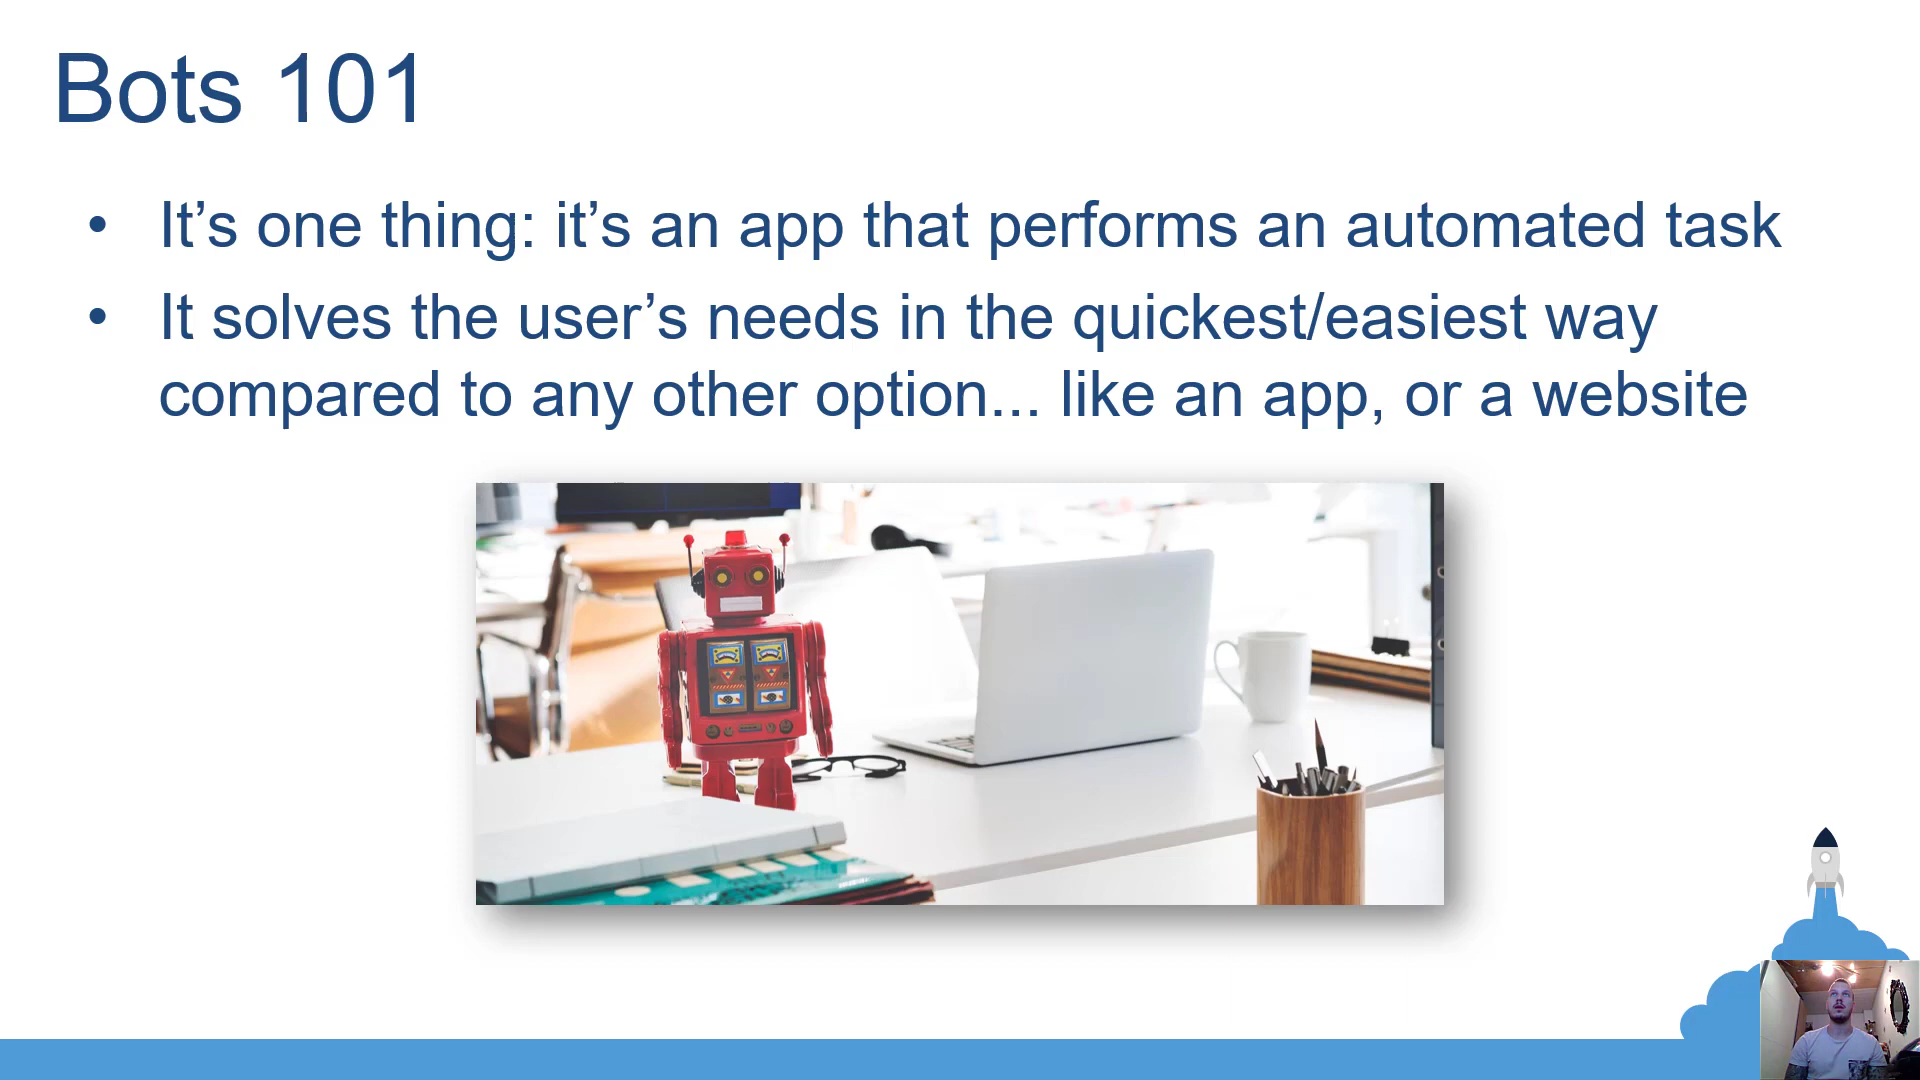 Bots 101
• It’s one thing: it’s an app that performs an automated task
• It solves the user’s needs in the quickest/easiest way
compared to any other option... like an app, or a website